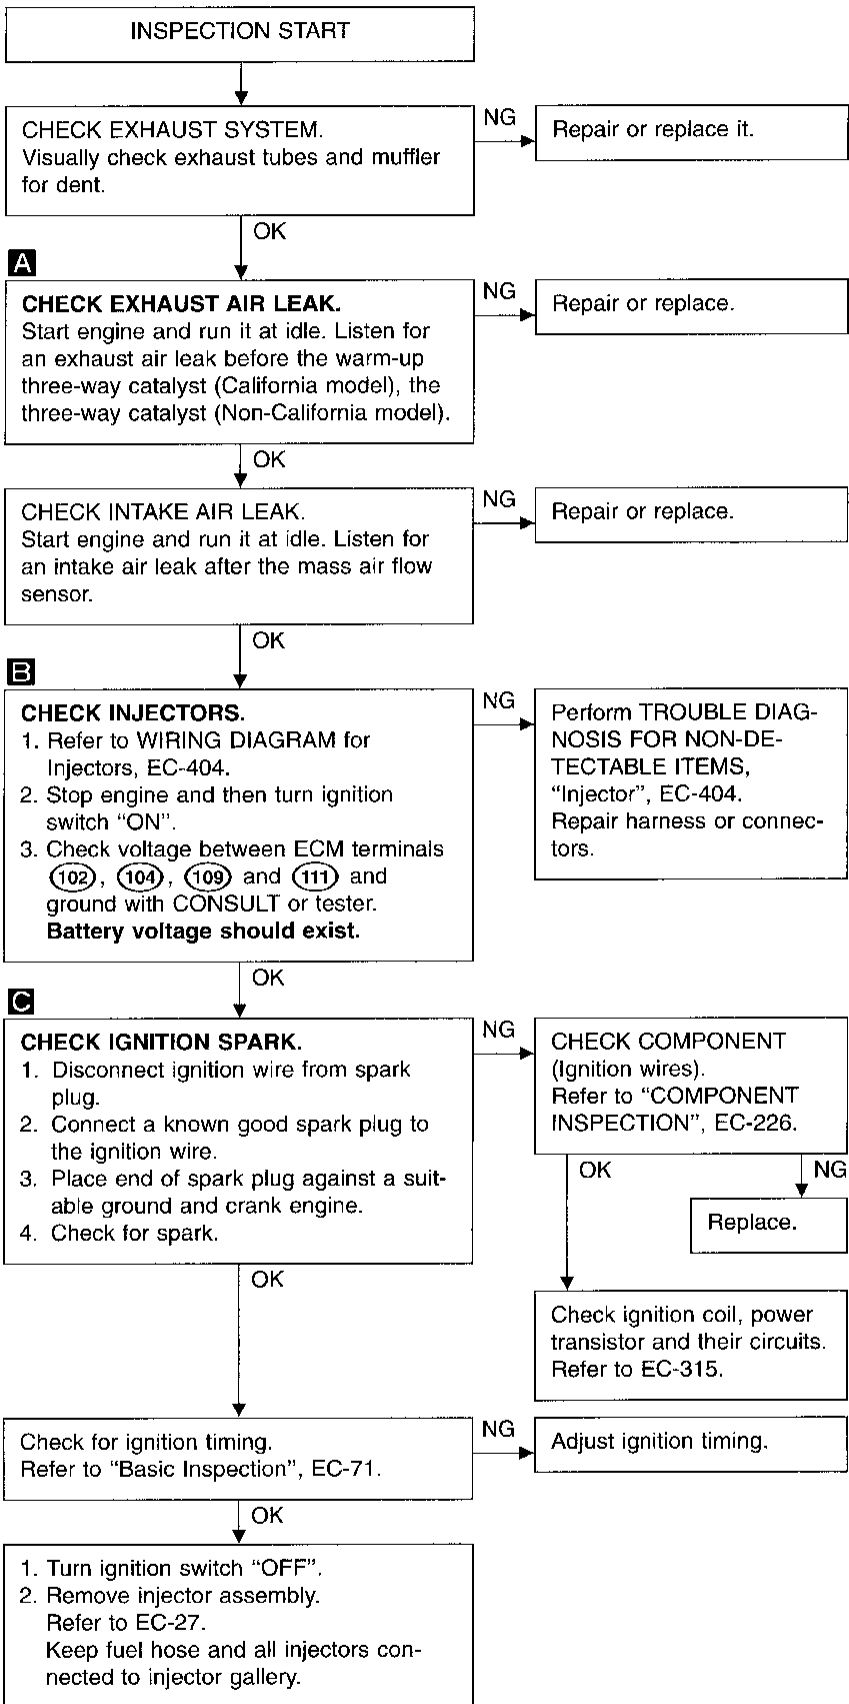 INSPECTION START
CHECK EXHAUST SYSTEM.
Visually check exhaust tubes and muffler
for dent.
NG
Repair or replace it.
OK
A
CHECK EXHAUST AIR LEAK.
Start engine and run it at idle. Listen for
an exhaust air leak before the warm-up
three-way catalyst (California model), the
three-way catalyst (Non-California model).
NG
Repair or replace.
OK
CHECK INTAKE AIR LEAK.
Start engine and run it at idle. Listen for
an intake air leak after the mass air flow
sensor.
NG
Repair or replace.
OK
B
CHECK INJECTORS.
1. Refer to WIRING DIAGRAM for
Injectors, EC-404.
2. Stop engine and then turn ignition
switch “ON”.
3. Check voltage between ECM terminals
102, 104, 109 and 111 and
ground with CONSULT or tester.
Battery voltage should exist.
NG
Perform TROUBLE DIAG-
NOSIS FOR NON-DE-
TECTABLE ITEMS,
“Injector”, EC-404.
Repair harness or connec-
tors.
OK
C
CHECK IGNITION SPARK.
1. Disconnect ignition wire from spark
plug.
2. Connect a known good spark plug to
the ignition wire.
3. Place end of spark plug against a suit-
able ground and crank engine.
4. Check for spark.
NG
CHECK COMPONENT
(Ignition wires).
Refer to “COMPONENT
INSPECTION”, EC-226.
OK
NG
Replace.
Check ignition coil, power
transistor and their circuits.
Refer to EC-315.
OK
Check for ignition timing.
Refer to “Basic Inspection”, EC-71.
NG
Adjust ignition timing.
OK
1. Turn ignition switch “OFF”.
2. Remove injector assembly.
Refer to EC-27.
Keep fuel hose and all injectors con-
nected to injector gallery.